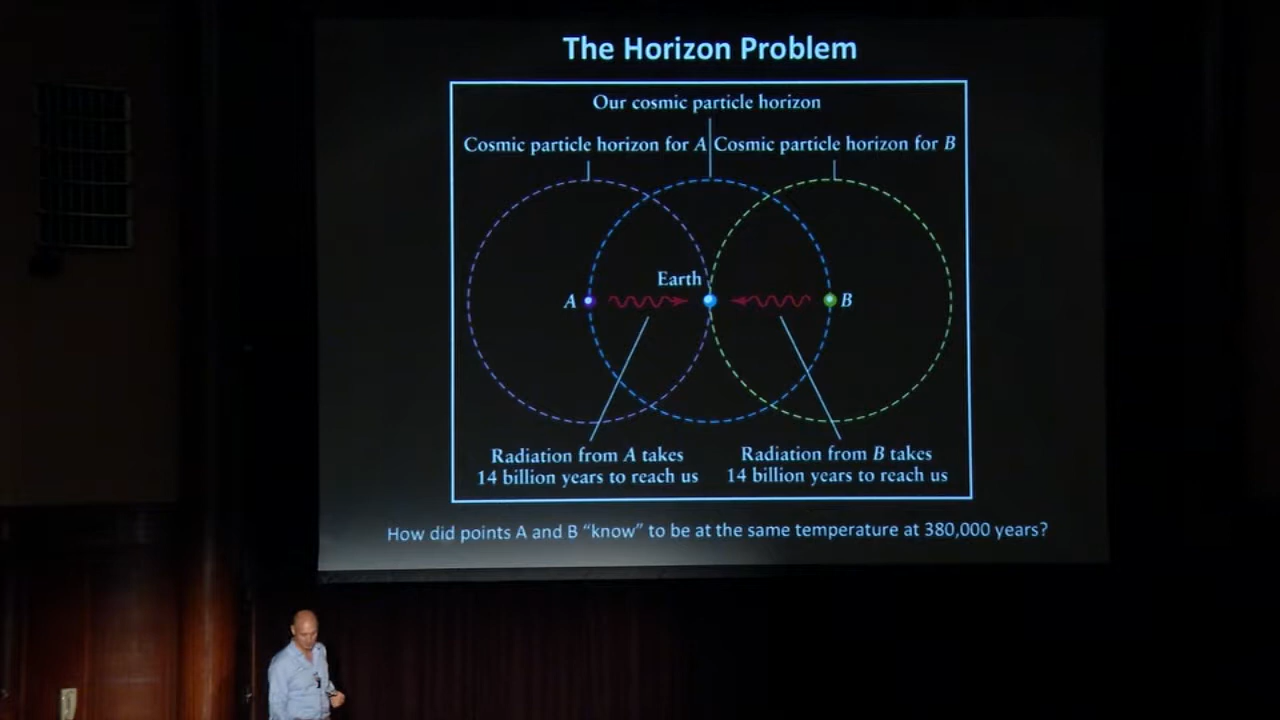 The Horizon Problem
Our cosmic particle horizon
Cosmic particle horizon for A
Cosmic particle horizon for B
Earth
A
B
Radiation from A takes
14 billion years to reach us
Radiation from B takes
14 billion years to reach us
How did points A and B “know” to be at the same temperature at 380,000 years?